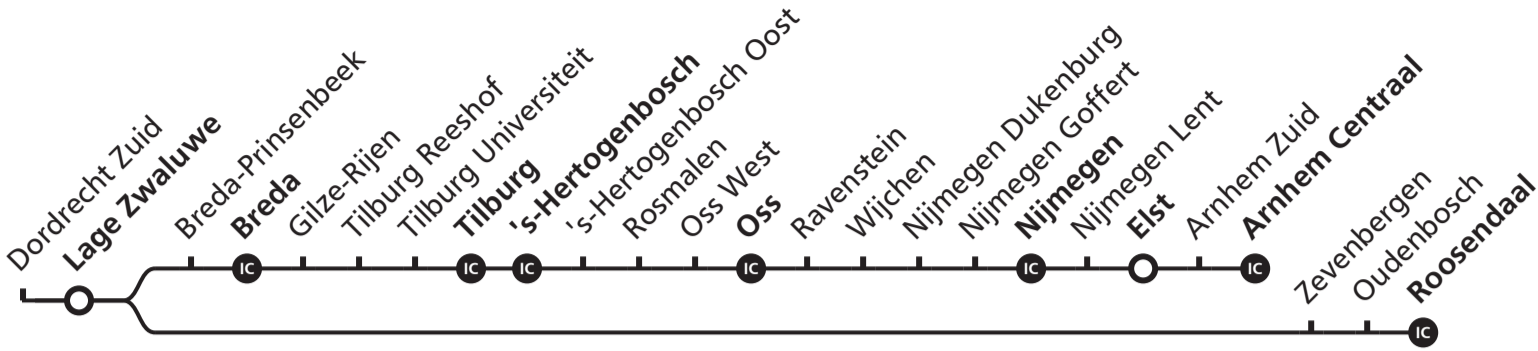 Dordrecht Zuid
Lage Zwaluwe
Breda-Prinsenbeek
Breda
Gilze-Rijen
Tilburg Reeshof
Tilburg Universiteit
Tilburg
's-Hertogenbosch
's-Hertogenbosch Oost
Rosmalen
Oss West
Oss
Ravenstein
Wijchen
Nijmegen Dukenburg
Nijmegen Goffert
Nijmegen
Nijmegen Lent
Elst
Arnhem Zuid
Arnhem Centraal
IC
IC
IC
IC
IC
IC
Zevenbergen
Oudenbosch
Roosendaal
IC